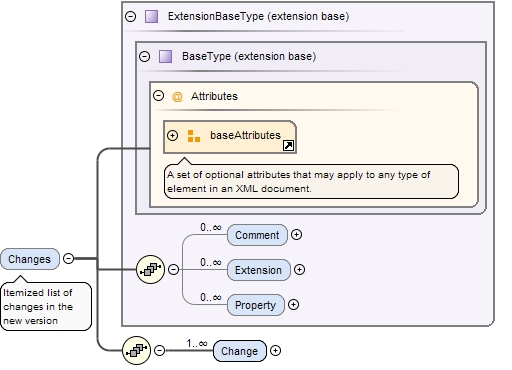 ExtensionBaseType (extension base)
BaseType (extension base)
@ Attributes
baseAttributes
A set of optional attributes that may apply to any type of
element in an XML document.
0..∞
Comment
Changes
0..∞
Extension
Itemized list of
changes in the
new version
0..∞
Property
1..∞
Change